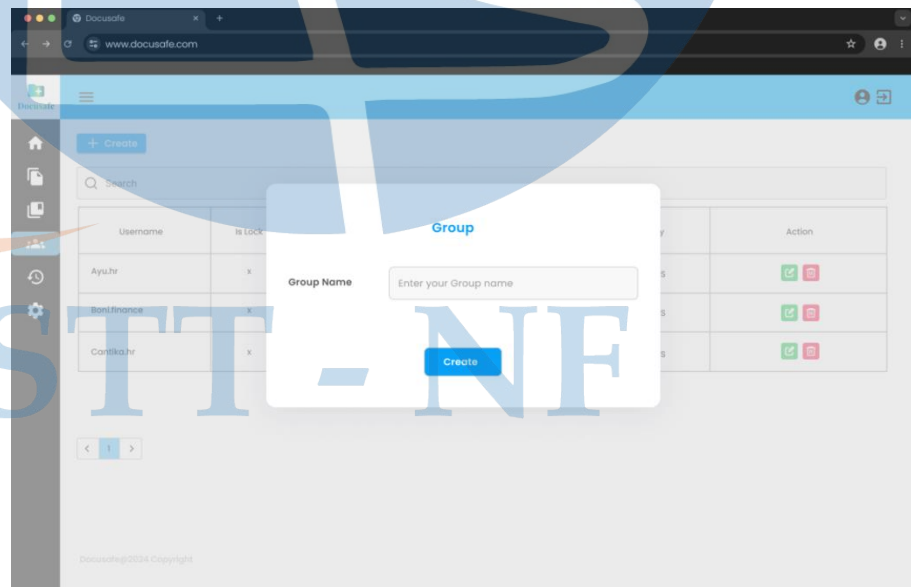 Docusafe
www.docusafe.com
Docusafe
+ Create
Search
Username
Is Lock
Action
Group
Group Name
Enter your Group name
Create
Ayu.hr
x
Boni.finance
x
Cantika.hr
x
STT - NF
< 1 >
Docusafe@2024 Copyright